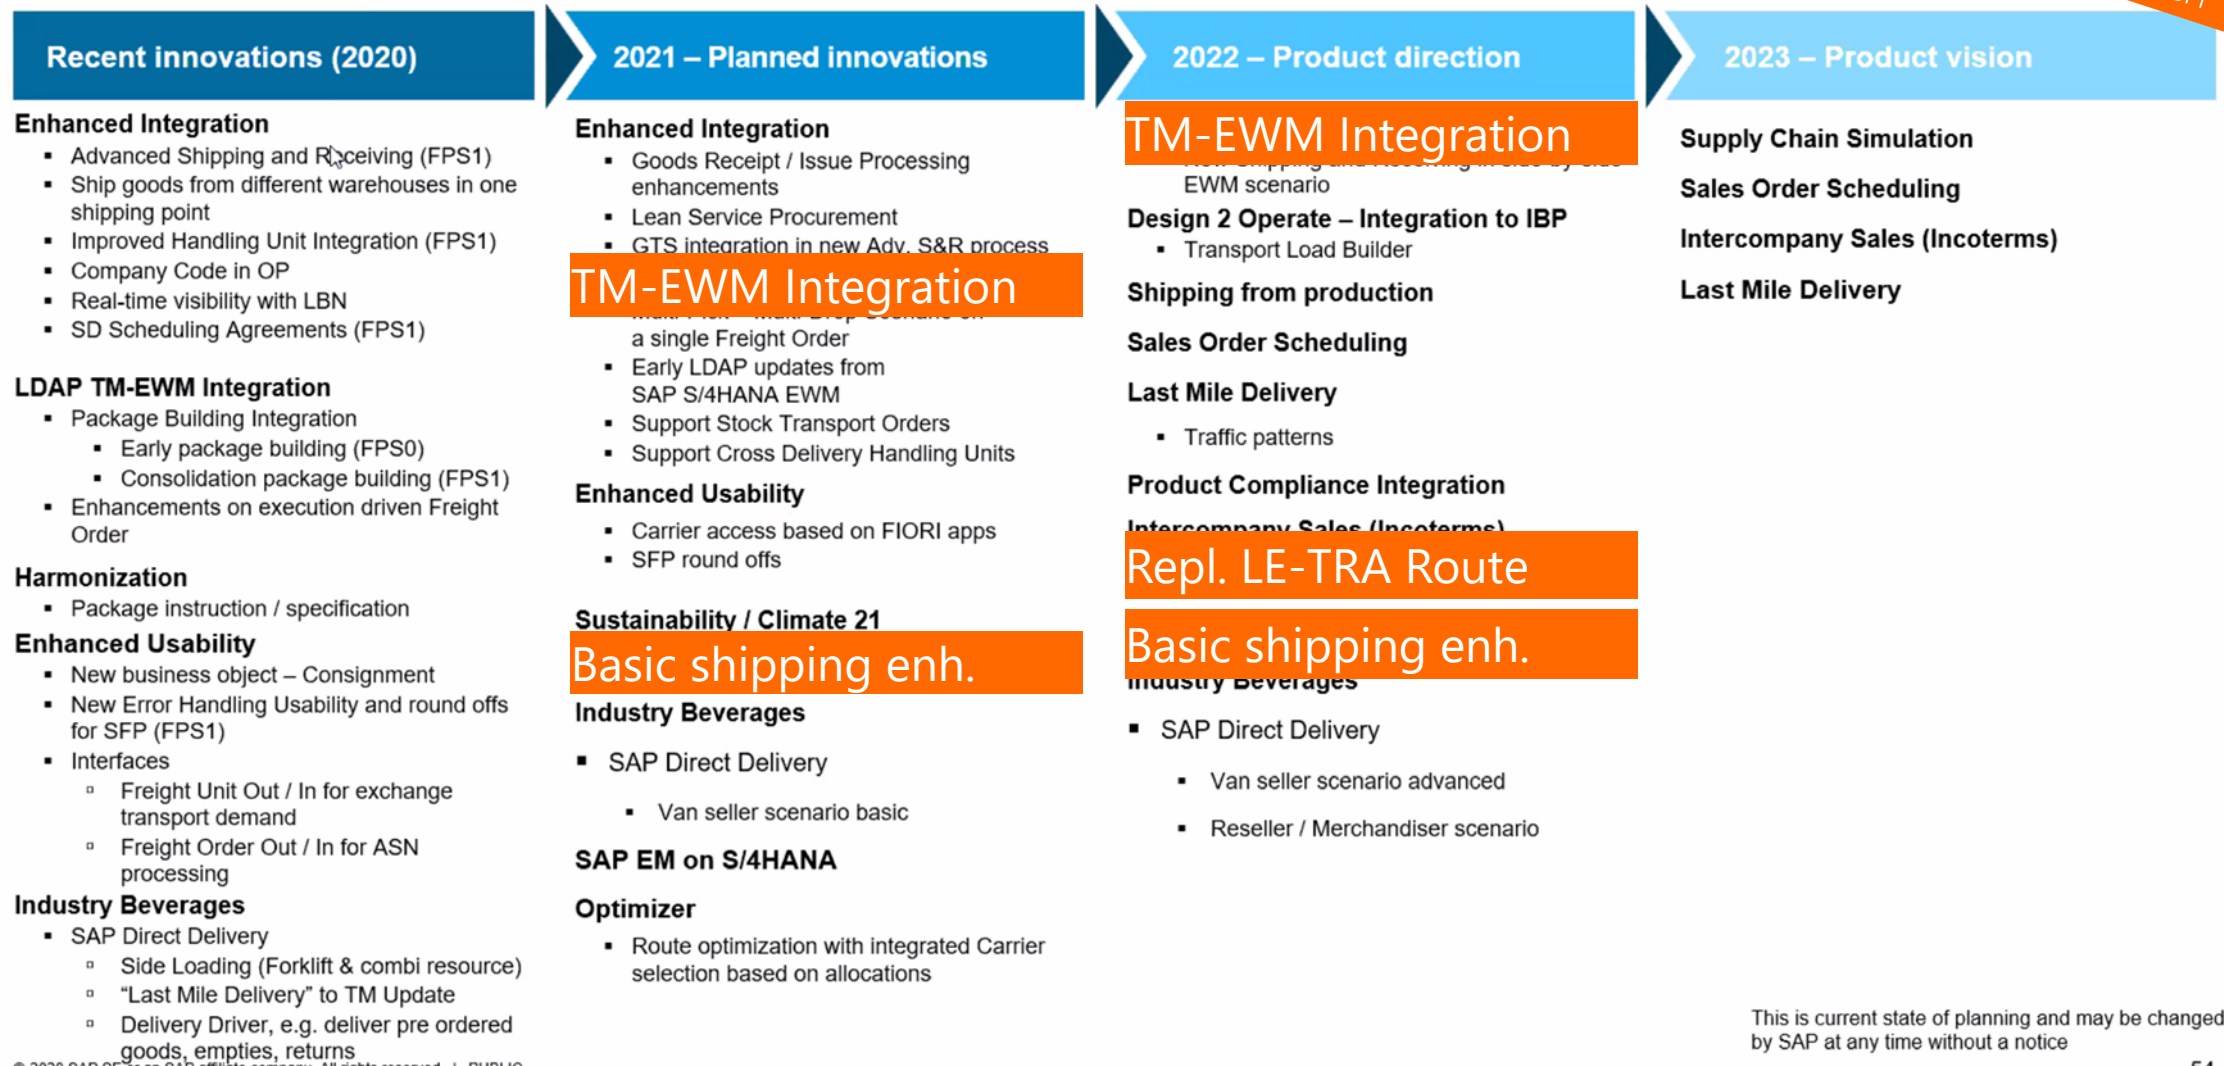 Recent innovations (2020)
Enhanced Integration
▪ Advanced Shipping and Receiving (FPS1)
▪ Ship goods from different warehouses in one
shipping point
▪ Improved Handling Unit Integration (FPS1)
▪ Company Code in OP
▪ Real-time visibility with LBN
▪ SD Scheduling Agreements (FPS1)
LDAP TM-EWM Integration
▪ Package Building Integration
▪ Early package building (FPS0)
▪ Consolidation package building (FPS1)
▪ Enhancements on execution driven Freight
Order
Harmonization
▪ Package instruction / specification
Enhanced Usability
▪ New business object – Consignment
▪ New Error Handling Usability and round offs
for SFP (FPS1)
▪ Interfaces
▫ Freight Unit Out / In for exchange
transport demand
▫ Freight Order Out / In for ASN
processing
Industry Beverages
▪ SAP Direct Delivery
▫ Side Loading (Forklift & combi resource)
▫ “Last Mile Delivery” to TM Update
▫ Delivery Driver, e.g. deliver pre ordered
goods, empties, returns
2021 – Planned innovations
Enhanced Integration
▪ Goods Receipt / Issue Processing
enhancements
▪ Lean Service Procurement
▪ GTS integration in new Adv. S&R process
TM-EWM Integration
a single Freight Order
▪ Early LDAP updates from
SAP S/4HANA EWM
▪ Support Stock Transport Orders
▪ Support Cross Delivery Handling Units
Enhanced Usability
▪ Carrier access based on FIORI apps
▪ SFP round offs
Sustainability / Climate 21
Basic shipping enh.
Industry Beverages
▪ SAP Direct Delivery
▪ Van seller scenario basic
SAP EM on S/4HANA
Optimizer
▪ Route optimization with integrated Carrier
selection based on allocations
2022 – Product direction
TM-EWM Integration
EWM scenario
Design 2 Operate – Integration to IBP
▪ Transport Load Builder
Shipping from production
Sales Order Scheduling
Last Mile Delivery
▪ Traffic patterns
Product Compliance Integration
Intercompany Sales (Incoterms)
Repl. LE-TRA Route
Basic shipping enh.
Industry Beverages
▪ SAP Direct Delivery
▪ Van seller scenario advanced
▪ Reseller / Merchandiser scenario
2023 – Product vision
Supply Chain Simulation
Sales Order Scheduling
Intercompany Sales (Incoterms)
Last Mile Delivery
This is current state of planning and may be changed
by SAP at any time without a notice